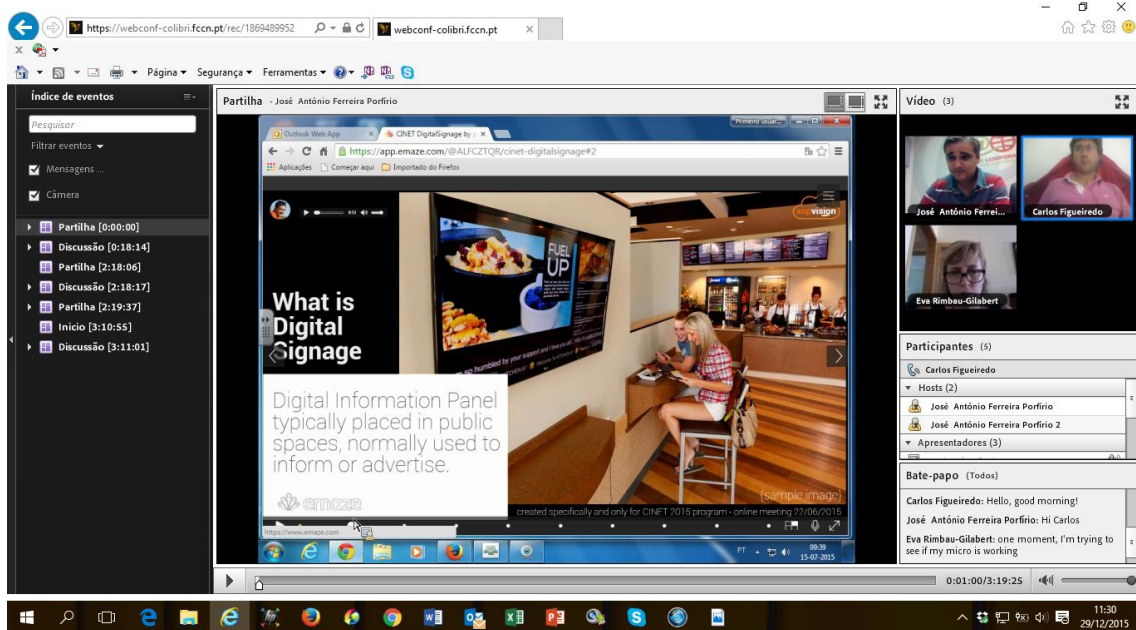 https://webconf-colibri.fccn.pt/rec/1869489952
webconf-colibri.fccn.pt
Página
Segurança
Ferramentas
Índice de eventos
Pesquisar
Filtrar eventos
Mensagens ...
Câmera
Partilha [0:00:00]
Discussão [0:18:14]
Partilha [2:18:06]
Discussão [2:18:17]
Partilha [2:19:37]
Inicio [3:10:55]
Discussão [3:11:01]
Partilha - José António Ferreira Porfírio
Primeiro usuár...
Outlook Web App
CINET DigitalSignage by
https://app.emaze.com/@ALFCZTQR/cinet-digitalsignage#2
Aplicações
Começar aqui
Importado do Firefox
vision
FUEL
UP
What is
Digital
Signage
Digital Information Panel
typically placed in public
spaces, normally used to
inform or advertise.
emaze
{sample image}
created specifically and only for CINET 2015 program - online meeting 22/06/2015
https://www.emaze.com
PT
09:39
15-07-2015
Vídeo (3)
José António Ferrei...
Carlos Figueiredo
Eva Rimbau-Gilabert
Participantes (5)
Carlos Figueiredo
Hosts (2)
José António Ferreira Porfírio
José António Ferreira Porfírio 2
Apresentadores (3)
Bate-papo (Todos)
Carlos Figueiredo: Hello, good morning!
José António Ferreira Porfírio: Hi Carlos
Eva Rimbau-Gilabert: one moment, I'm trying to
see if my micro is working
0:01:00/3:19:25
11:30
29/12/2015